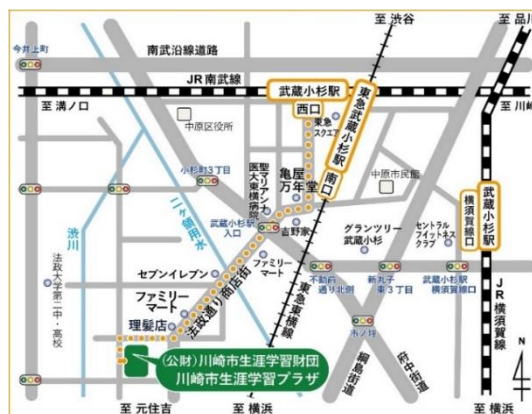 至 渋谷
至 品川
今井上町
南武沿線道路
JR南武線
武蔵小杉駅
西口
至 溝ノ口
至 川崎
東急スクエア
東急武蔵小杉駅
南口
中原区役所
小杉町3丁目
聖マリアンナ
医大東横病院
亀屋
万年堂
中原市民館
武蔵小杉駅
横須賀線口
武蔵小杉駅
入口
吉野家
グランツリー
武蔵小杉
セントラル
フィットネス
クラブ
二ヶ領用水
渋川
ファミリー
マート
セブンイレブン
法政通り商店街
不動前
通り北側
新丸子
東3丁目
武蔵小杉駅
横須賀線口
法政大学第二中・高校
ファミリー
マート
理髪店
東急東横線
市ノ坪
JR横須賀線
綱島街道
府中街道
N
(公財)川崎市生涯学習財団
川崎市生涯学習プラザ
至 元住吉
至 横浜
至 横浜